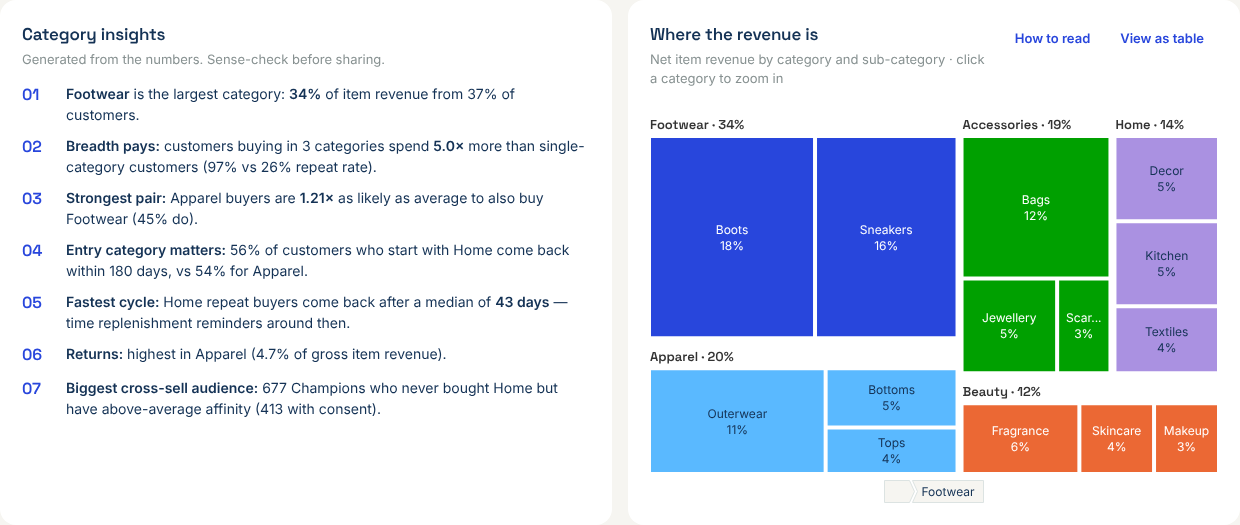 Category insights
Generated from the numbers. Sense-check before sharing.
01 Footwear is the largest category: 34% of item revenue from 37% of
customers.
02 Breadth pays: customers buying in 3 categories spend 5.0× more than single-
category customers (97% vs 26% repeat rate).
03 Strongest pair: Apparel buyers are 1.21× as likely as average to also buy
Footwear (45% do).
04 Entry category matters: 56% of customers who start with Home come back
within 180 days, vs 54% for Apparel.
05 Fastest cycle: Home repeat buyers come back after a median of 43 days —
time replenishment reminders around then.
06 Returns: highest in Apparel (4.7% of gross item revenue).
07 Biggest cross-sell audience: 677 Champions who never bought Home but
have above-average affinity (413 with consent).
Where the revenue is
How to read
View as table
Net item revenue by category and sub-category · click
a category to zoom in
Footwear · 34%
Boots
18%
Sneakers
16%
Apparel · 20%
Outerwear
11%
Bottoms
5%
Tops
4%
Accessories · 19%
Bags
12%
Jewellery
5%
Scar...
3%
Home · 14%
Decor
5%
Kitchen
5%
Textiles
4%
Beauty · 12%
Fragrance
6%
Skincare
4%
Makeup
3%
Footwear